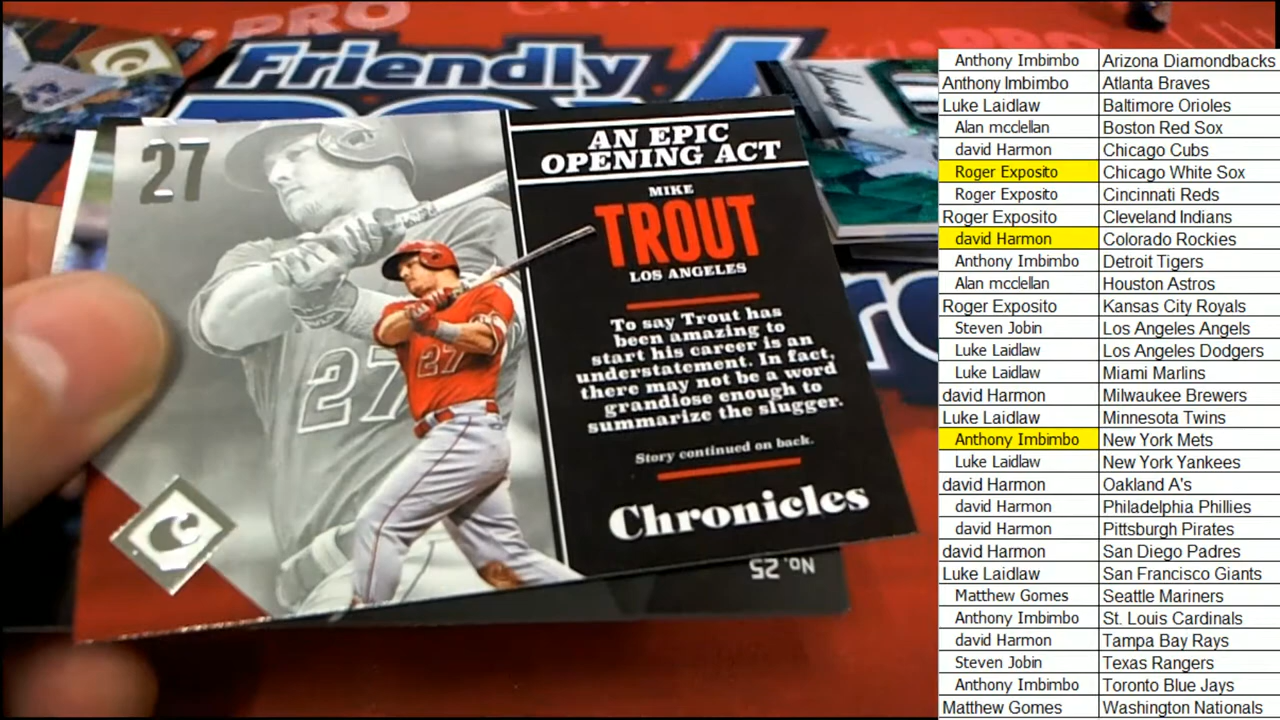 PRO
Friendly
27
AN EPIC
OPENING ACT
MIKE
TROUT
LOS ANGELES
27
27
To say Trout has
been amazing to
start his career is an
understatement. In fact,
there may not be a word
grandiose enough to
summarize the slugger.
Story continued on back.
Chronicles
No. 25
Anthony Imbimbo Arizona Diamondbacks
Anthony Imbimbo Atlanta Braves
Luke Laidlaw Baltimore Orioles
Alan mcclellan Boston Red Sox
david Harmon Chicago Cubs
Roger Exposito Chicago White Sox
Roger Exposito Cincinnati Reds
Roger Exposito Cleveland Indians
david Harmon Colorado Rockies
Anthony Imbimbo Detroit Tigers
Alan mcclellan Houston Astros
Roger Exposito Kansas City Royals
Steven Jobin Los Angeles Angels
Luke Laidlaw Los Angeles Dodgers
Luke Laidlaw Miami Marlins
david Harmon Milwaukee Brewers
Luke Laidlaw Minnesota Twins
Anthony Imbimbo New York Mets
Luke Laidlaw New York Yankees
david Harmon Oakland A's
david Harmon Philadelphia Phillies
david Harmon Pittsburgh Pirates
david Harmon San Diego Padres
Luke Laidlaw San Francisco Giants
Matthew Gomes Seattle Mariners
Anthony Imbimbo St. Louis Cardinals
david Harmon Tampa Bay Rays
Steven Jobin Texas Rangers
Anthony Imbimbo Toronto Blue Jays
Matthew Gomes Washington Nationals